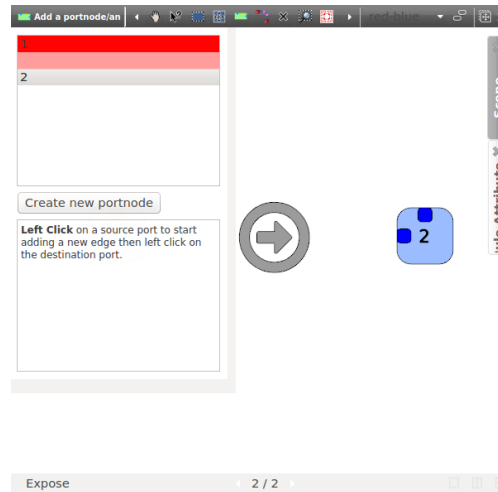 Add a portnode/an
red-blue
1
2
Create new portnode
Left Click on a source port to start
adding a new edge then left click on
the destination port.
2
Scope
Expose
2 / 2